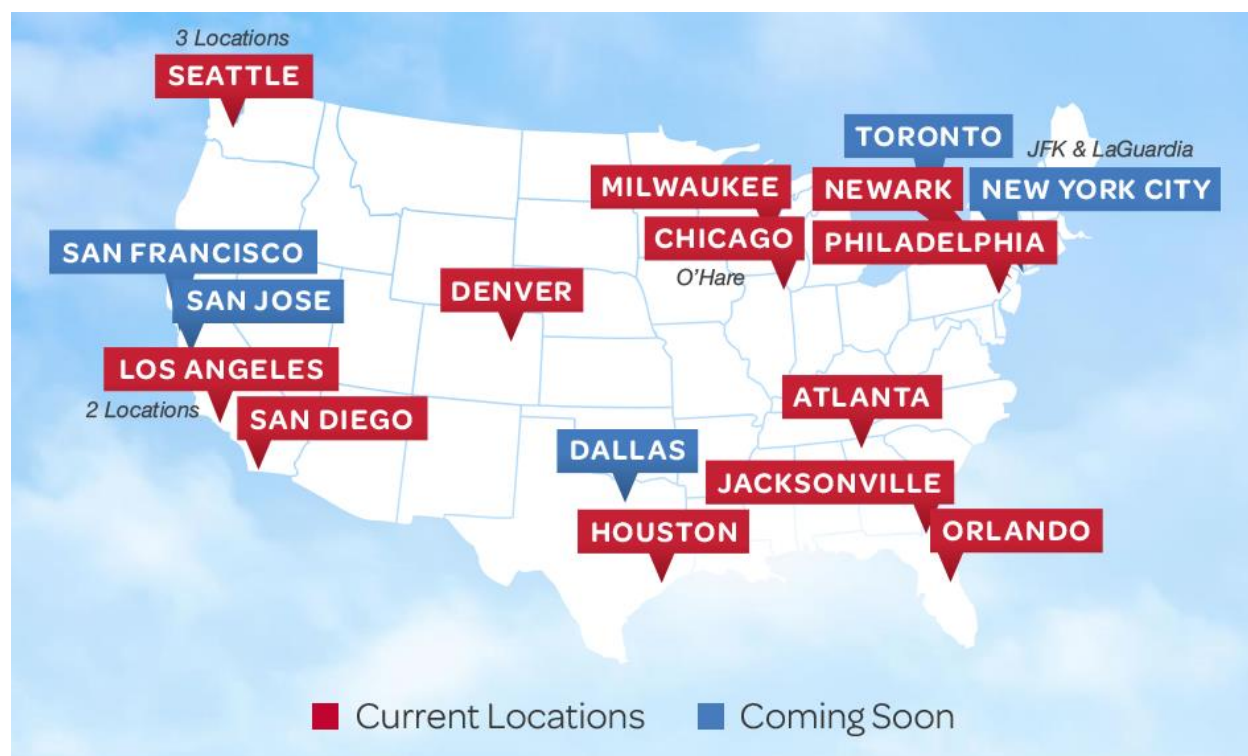 3 Locations
SEATTLE
TORONTO
JFK & LaGuardia
MILWAUKEE
NEWARK
NEW YORK CITY
CHICAGO
PHILADELPHIA
O'Hare
SAN FRANCISCO
SAN JOSE
DENVER
LOS ANGELES
2 Locations
SAN DIEGO
ATLANTA
DALLAS
JACKSONVILLE
HOUSTON
ORLANDO
Current Locations
Coming Soon